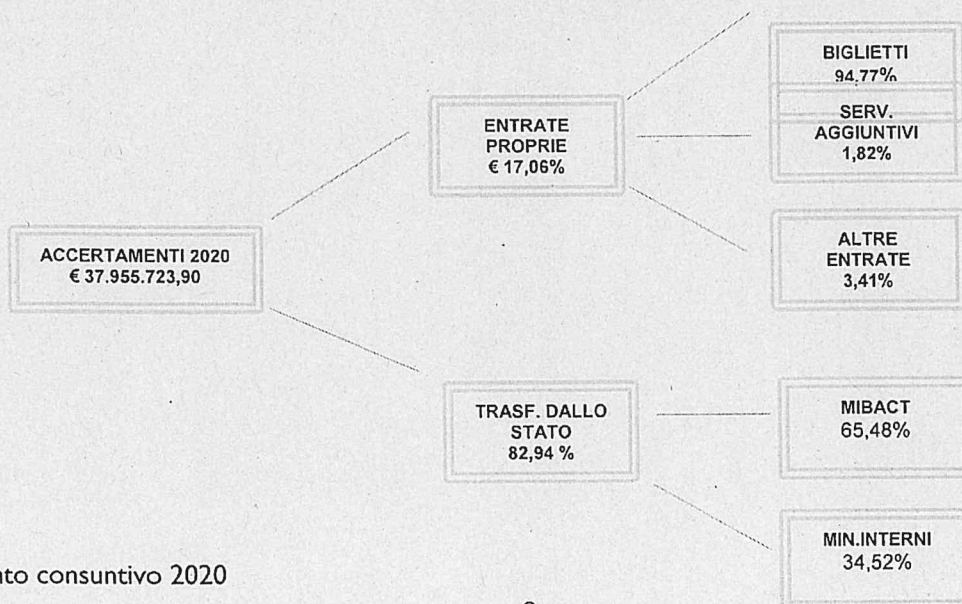 BIGLIETTI
94,77%
SERV.
AGGIUNTIVI
1,82%
ENTRATE
PROPRIE
€ 17,06%
ALTRE
ENTRATE
3,41%
ACCERTAMENTI 2020
€ 37.955.723,90
TRASF. DALLO
STATO
82,94 %
MIBACT
65,48%
MIN.INTERNI
34,52%
consuntivo 2020